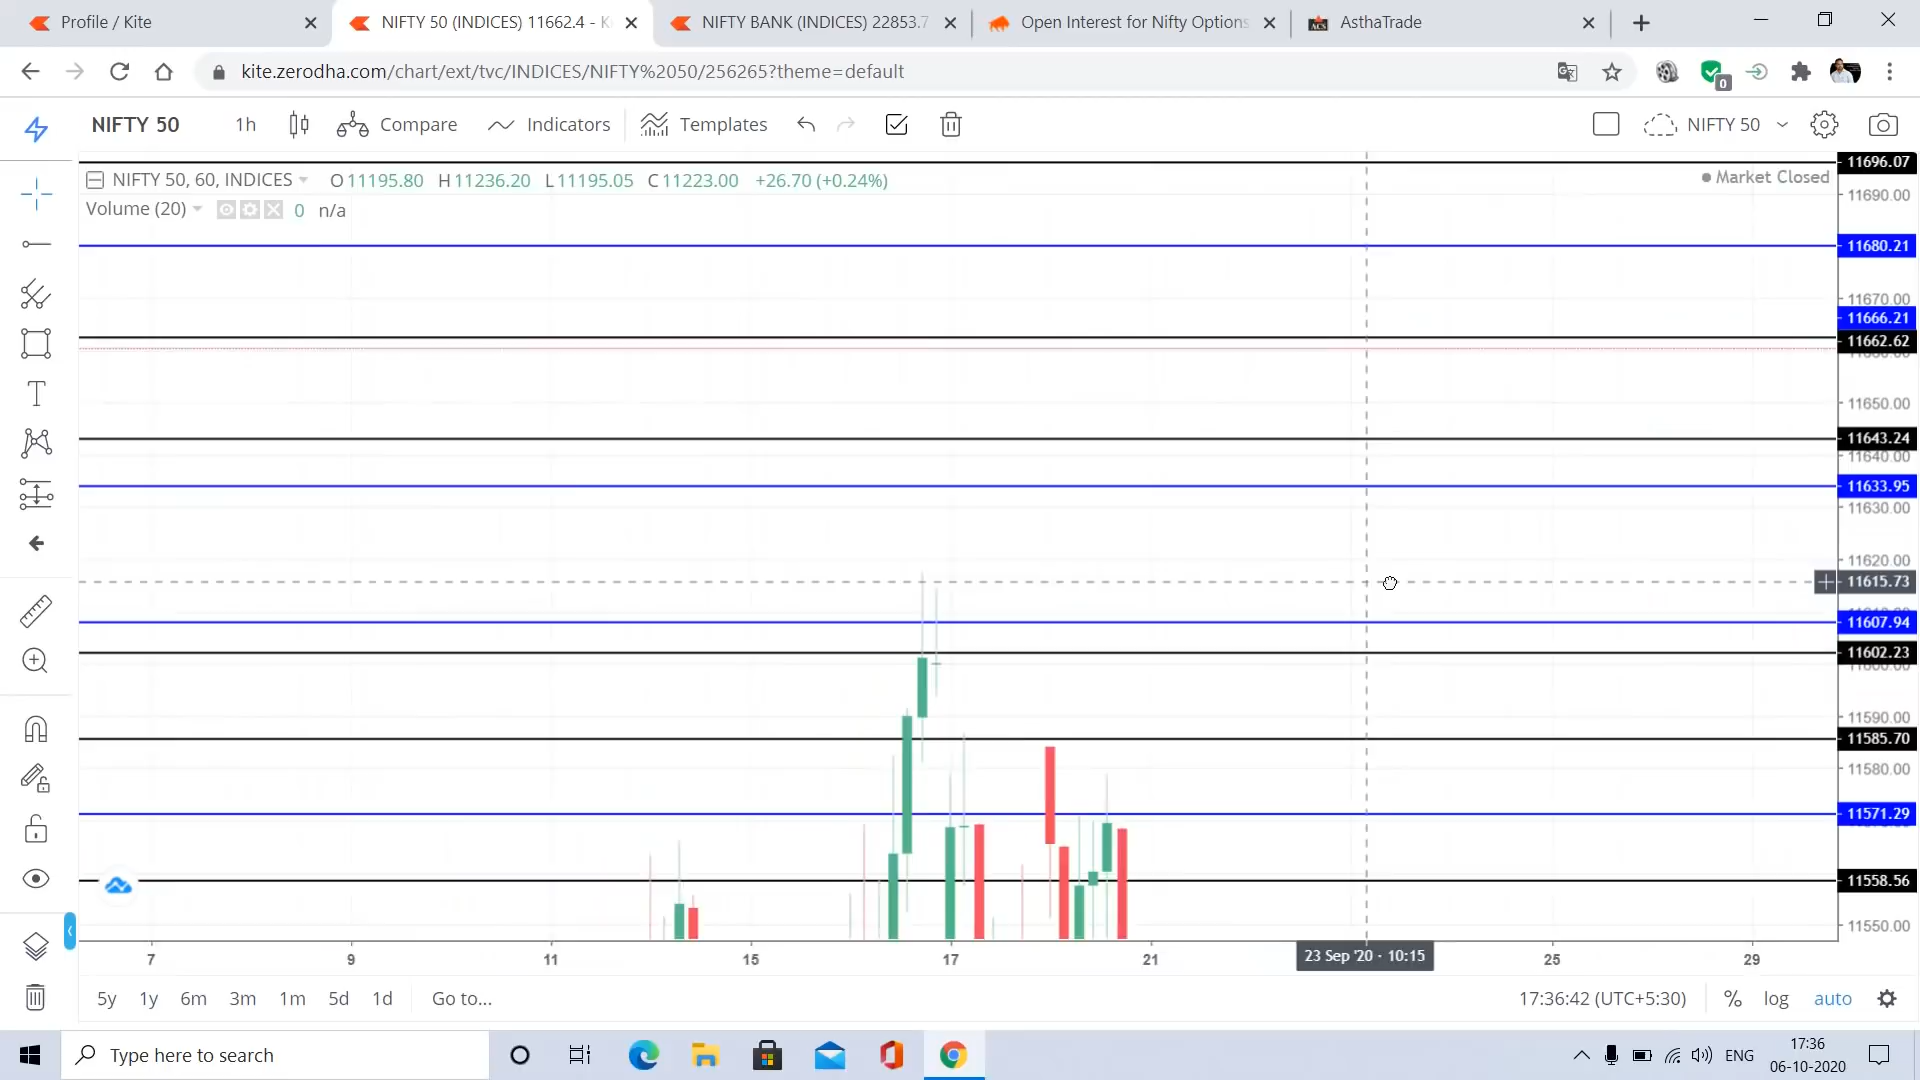 Profile / Kite
NIFTY 50 (INDICES) 11662.4 - K
NIFTY BANK (INDICES) 22853.7
Open Interest for Nifty Options
AsthaTrade
kite.zerodha.com/chart/ext/tvc/INDICES/NIFTY%2050/256265?theme=default
0
NIFTY 50
1h
Compare
Indicators
Templates
NIFTY 50
NIFTY 50, 60, INDICES
O 11195.80 H 11236.20 L 11195.05 C 11223.00 +26.70 (+0.24%)
Market Closed
Volume (20)
0 n/a
11696.07
11690.00
11680.21
11670.00
11666.21
11662.62
11650.00
11643.24
11640.00
11633.95
11630.00
11620.00
11615.73
11607.94
11602.23
11590.00
11585.70
11580.00
11571.29
11558.56
11550.00
7
9
11
15
17
21
23 Sep '20 · 10:15
25
29
5y 1y 6m 3m 1m 5d 1d Go to...
17:36:42 (UTC+5:30)
% log auto
Type here to search
ENG
17:36
06-10-2020